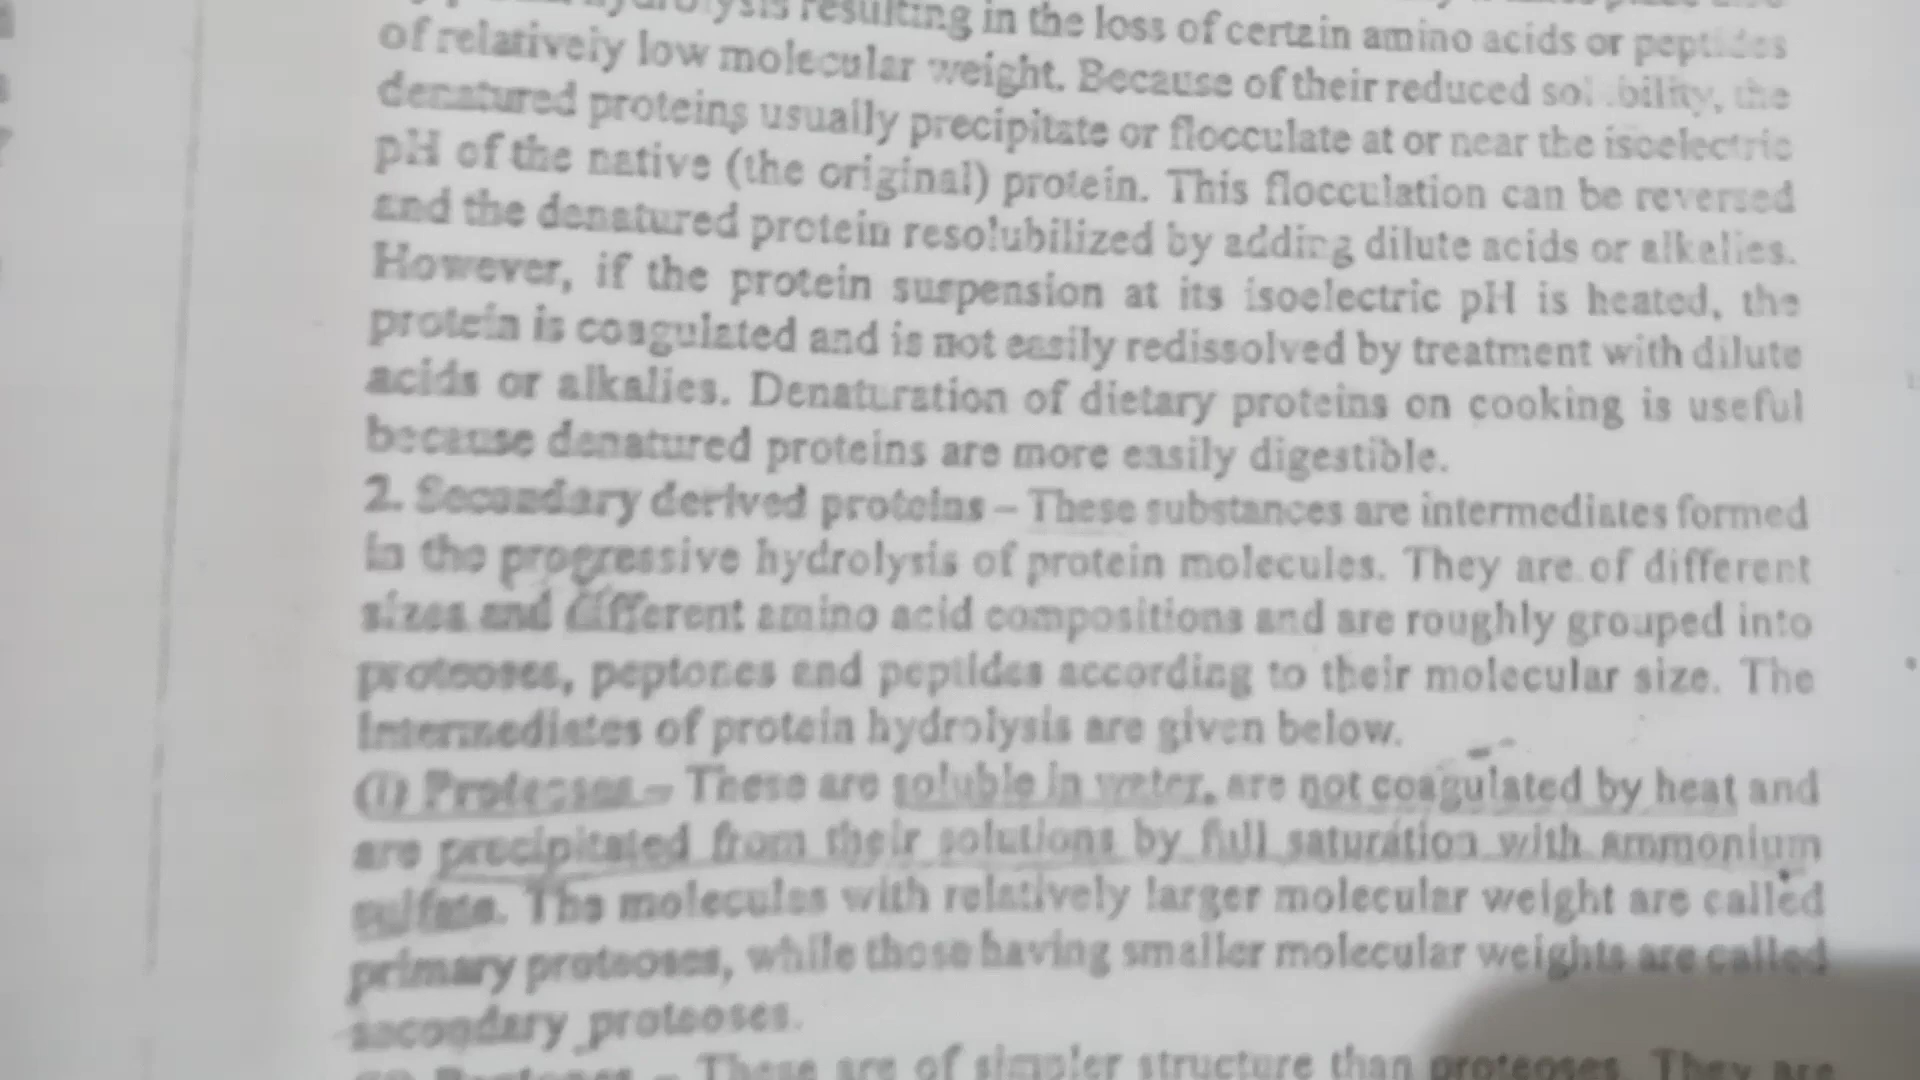 hydrolysis resulting in the loss of certain amino acids or peptides
of relatively low molecular weight. Because of their reduced solubility, the
denatured proteins usually precipitate or flocculate at or near the isoelectric
pH of the native (the original) protein. This flocculation can be reversed
and the denatured protein resolubilized by adding dilute acids or alkalies.
However, if the protein suspension at its isoelectric pH is heated, the
protein is coagulated and is not easily redissolved by treatment with dilute
acids or alkalies. Denaturation of dietary proteins on cooking is useful
because denatured proteins are more easily digestible.
2. Secondary derived proteins – These substances are intermediates formed
in the progressive hydrolysis of protein molecules. They are of different
sizes and different amino acid compositions and are roughly grouped into
proteoses, peptones and peptides according to their molecular size. The
intermediates of protein hydrolysis are given below.
(i) Proteoses – These are soluble in water, are not coagulated by heat and
are precipitated from their solutions by full saturation with ammonium
sulfate. The molecules with relatively larger molecular weight are called
primary proteoses, while those having smaller molecular weights are called
secondary proteoses.
Peptones – These are of simpler structure than proteoses. They are